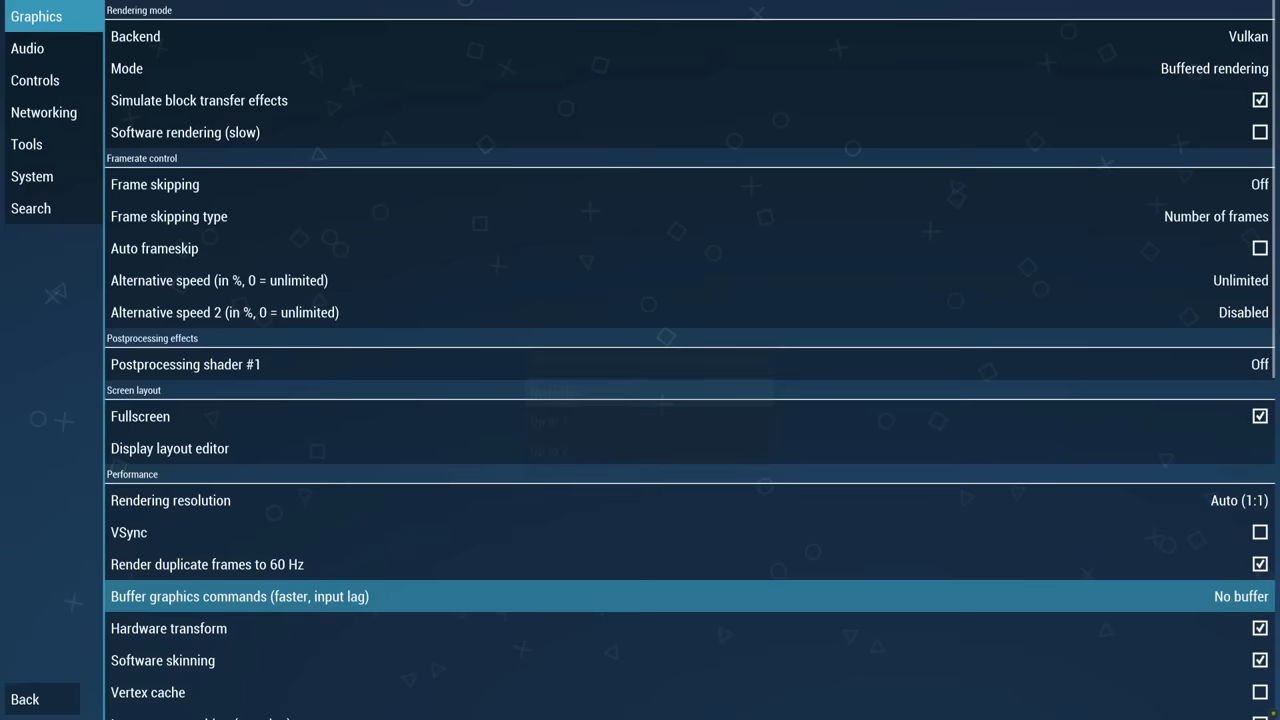 Graphics
Audio
Controls
Networking
Tools
System
Search
Back
Rendering mode
Backend Vulkan
Mode Buffered rendering
Simulate block transfer effects
Software rendering (slow)
Framerate control
Frame skipping Off
Frame skipping type Number of frames
Auto frameskip
Alternative speed (in %, 0 = unlimited) Unlimited
Alternative speed 2 (in %, 0 = unlimited) Disabled
Postprocessing effects
Postprocessing shader #1 Off
Screen layout
Fullscreen
Display layout editor
Performance
Rendering resolution Auto (1:1)
VSync
Render duplicate frames to 60 Hz
Buffer graphics commands (faster, input lag) No buffer
Hardware transform
Software skinning
Vertex cache